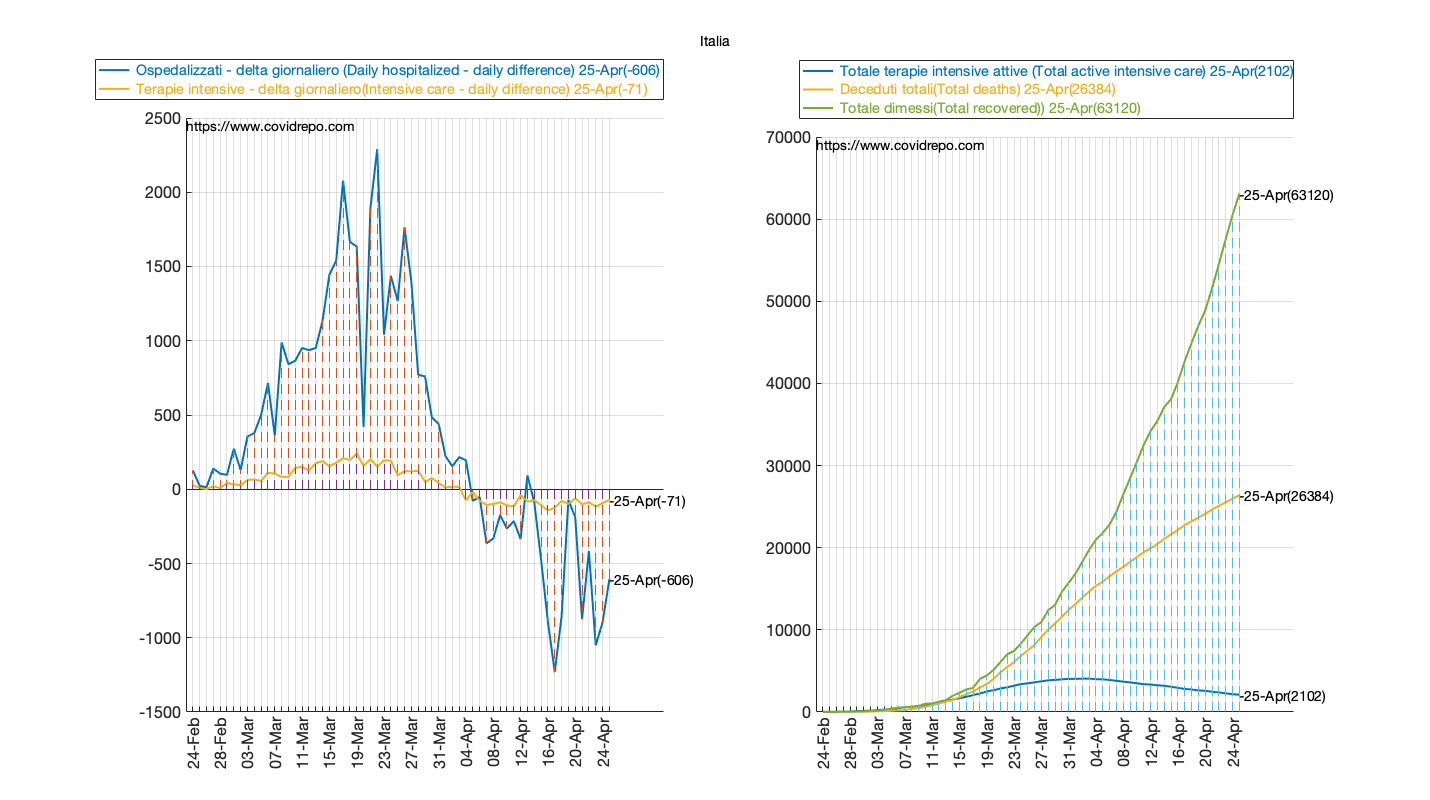 Italia
Ospedalizzati - delta giornaliero (Daily hospitalized - daily difference) 25-Apr(-606)
Terapie intensive - delta giornaliero(Intensive care - daily difference) 25-Apr(-71)
https://www.covidrepo.com
2500
2000
1500
1000
500
0
-500
-1000
-1500
25-Apr(-71)
25-Apr(-606)
24-Feb
28-Feb
03-Mar
07-Mar
11-Mar
15-Mar
19-Mar
23-Mar
27-Mar
31-Mar
04-Apr
08-Apr
12-Apr
16-Apr
20-Apr
24-Apr
Totale terapie intensive attive (Total active intensive care) 25-Apr(2102)
Deceduti totali(Total deaths) 25-Apr(26384)
Totale dimessi(Total recovered)) 25-Apr(63120)
https://www.covidrepo.com
70000
60000
50000
40000
30000
20000
10000
0
25-Apr(63120)
25-Apr(26384)
25-Apr(2102)
24-Feb
28-Feb
03-Mar
07-Mar
11-Mar
15-Mar
19-Mar
23-Mar
27-Mar
31-Mar
04-Apr
08-Apr
12-Apr
16-Apr
20-Apr
24-Apr